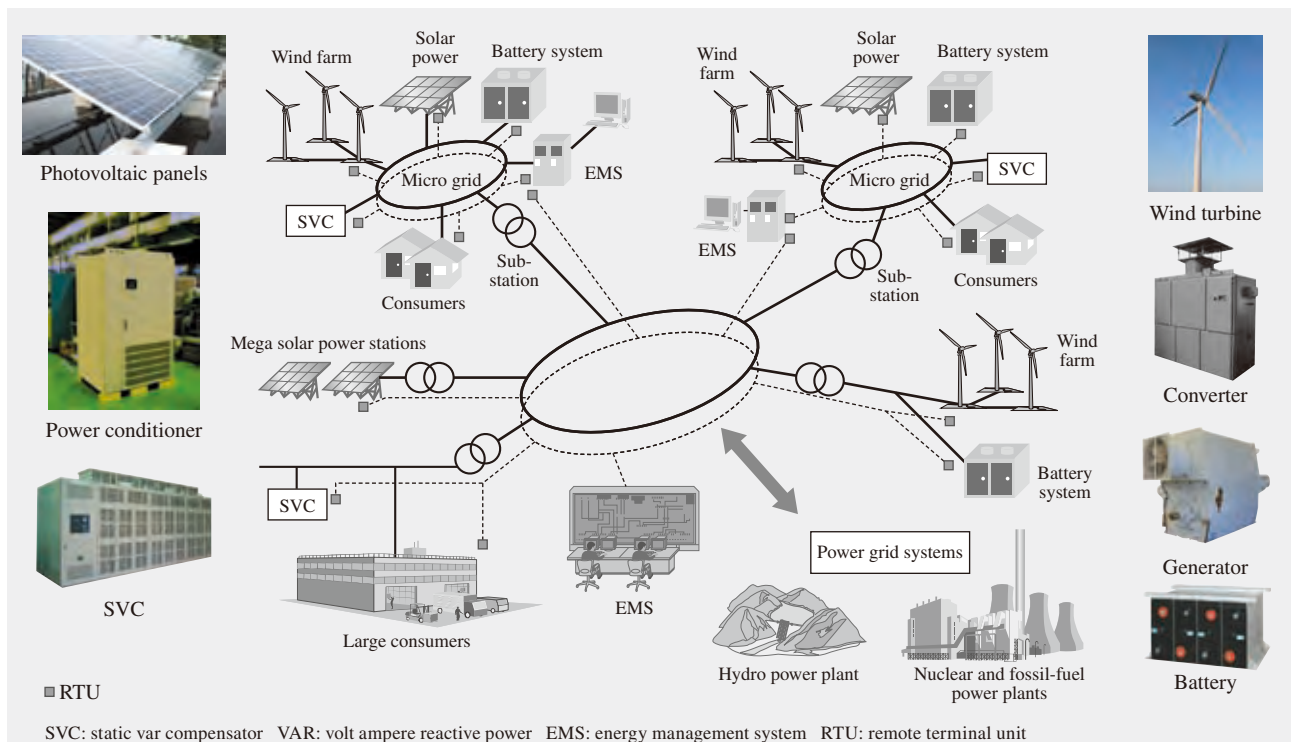 Photovoltaic panels
Power conditioner
SVC
Wind farm
Solar
power
Battery system
EMS
Micro grid
SVC
Consumers
Sub-
station
Wind
farm
Solar
power
Battery system
Micro grid
SVC
EMS
Sub-
station
Consumers
Mega solar power stations
Wind
farm
Battery
system
SVC
Large consumers
EMS
Power grid systems
Hydro power plant
Nuclear and fossil-fuel
power plants
Wind turbine
Converter
Generator
Battery
RTU
SVC: static var compensator VAR: volt ampere reactive power EMS: energy management system RTU: remote terminal unit